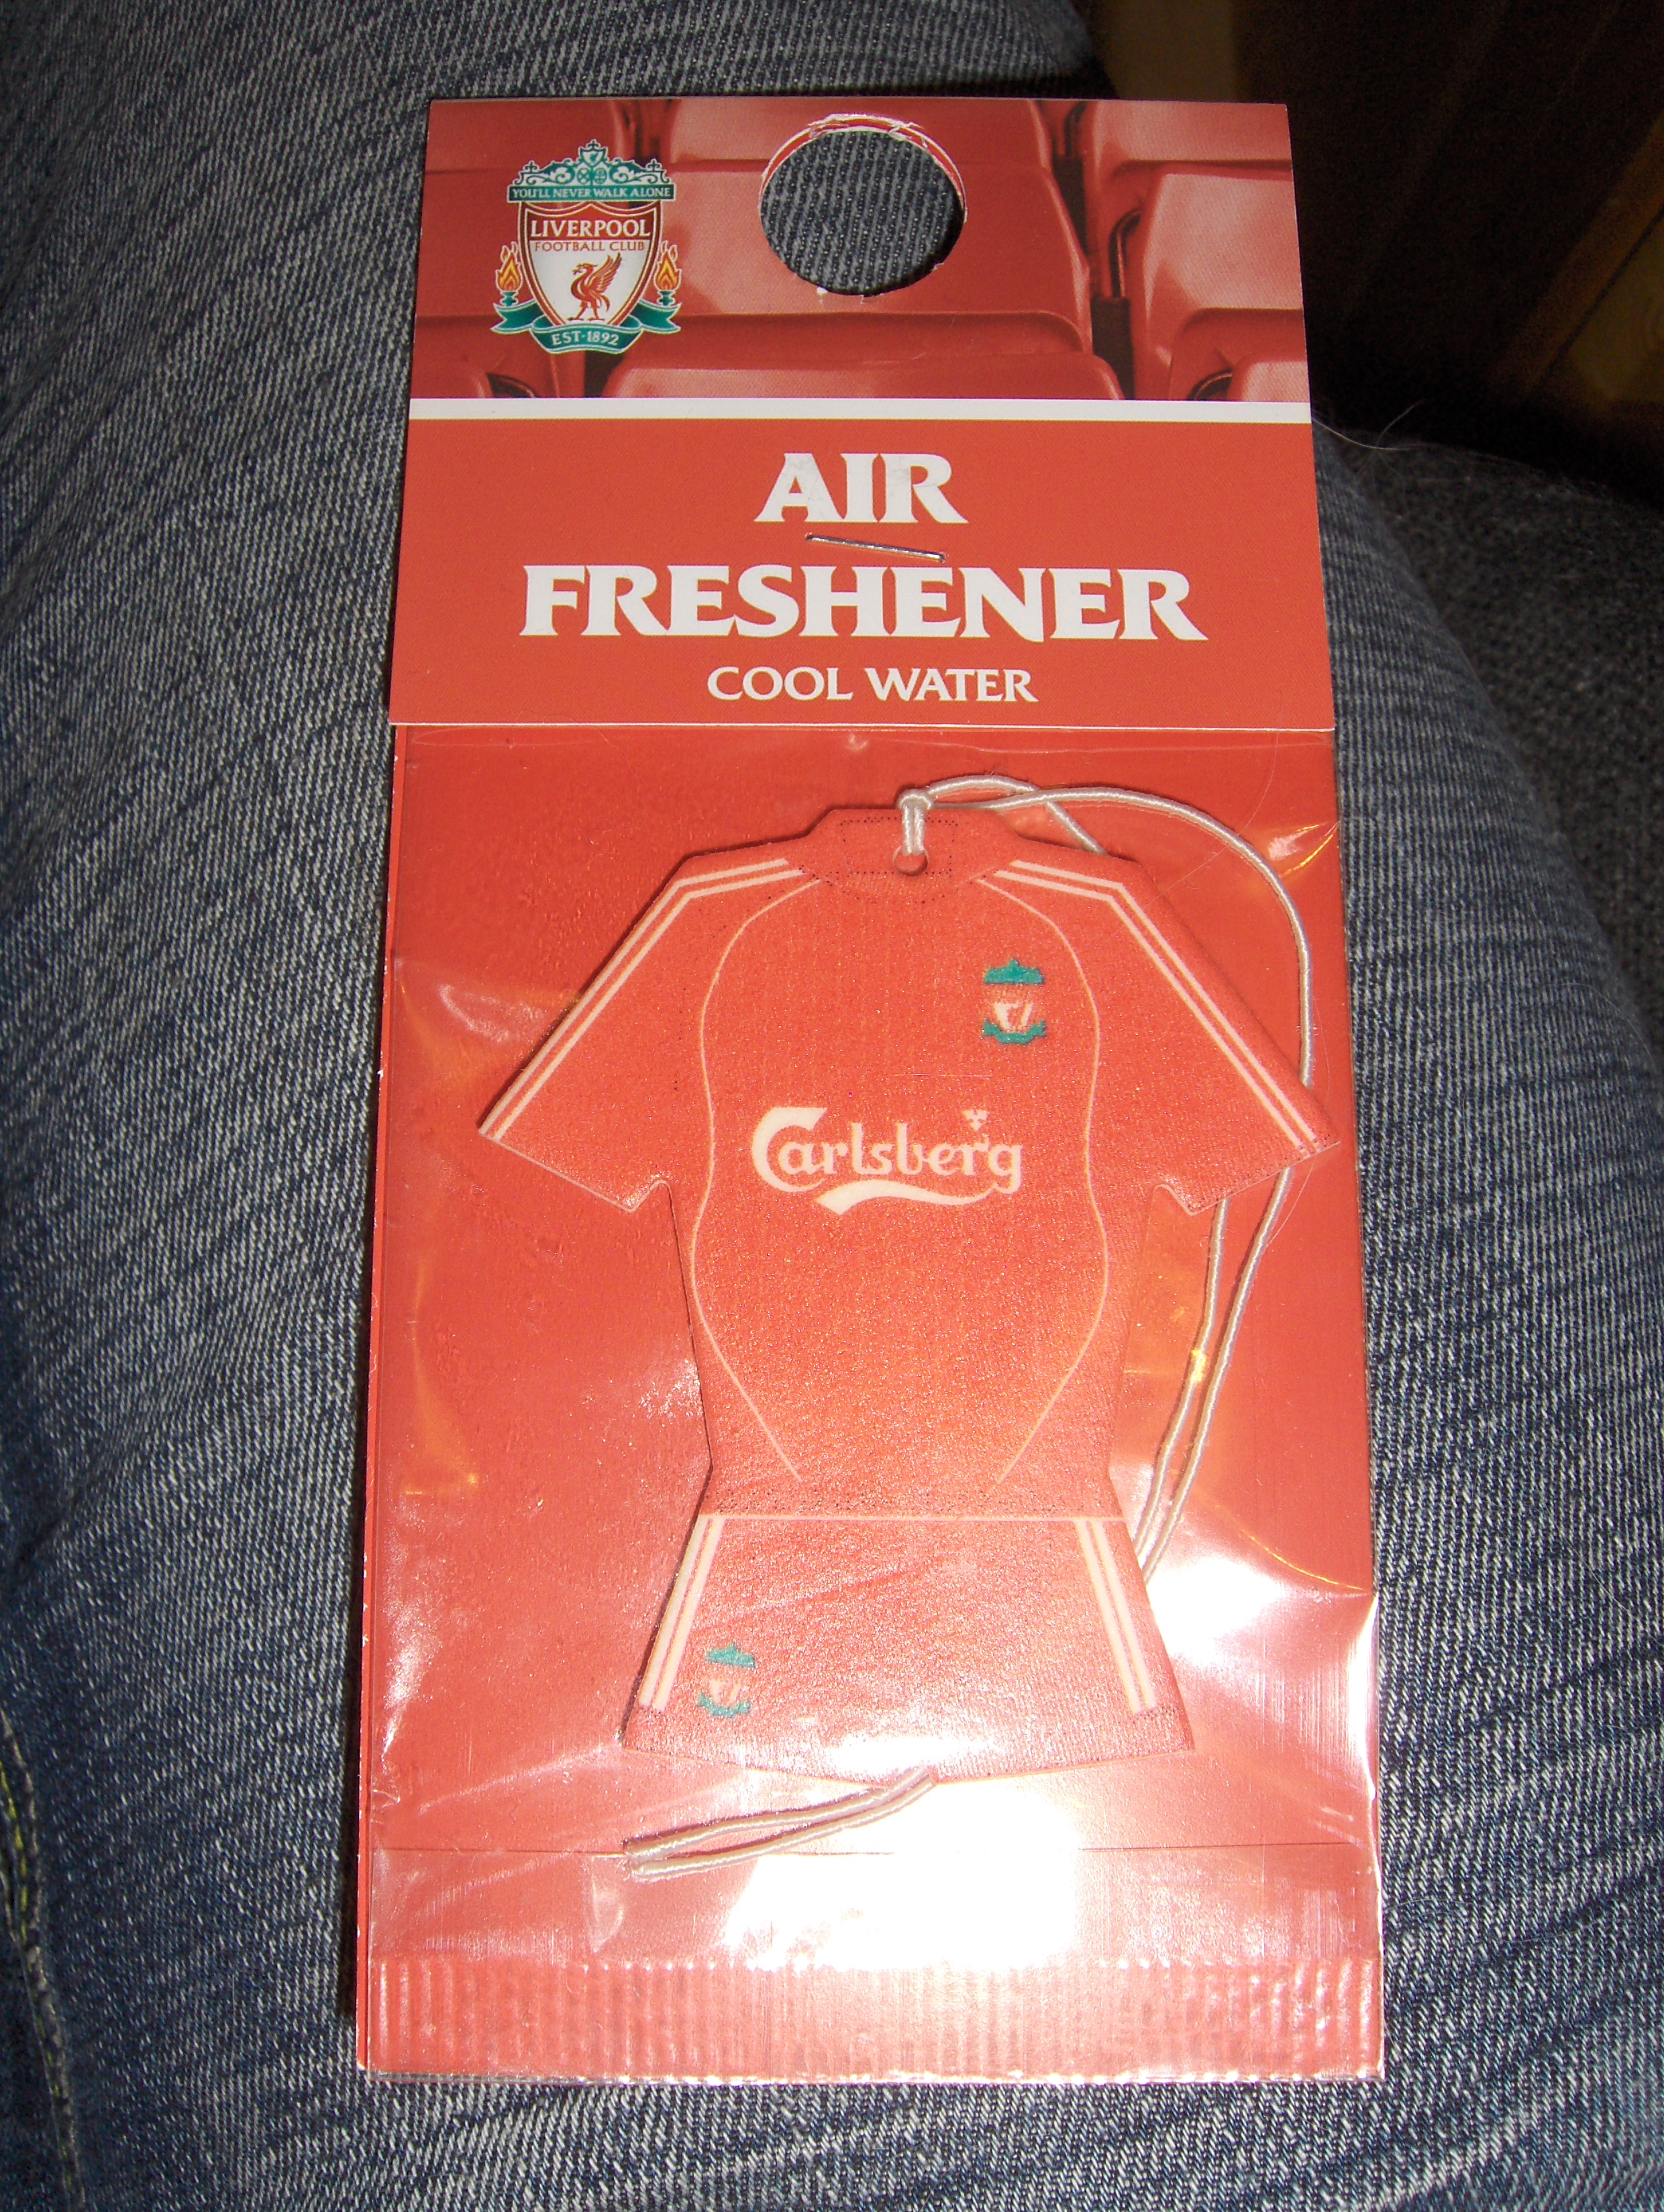 YOU'LL NEVER WALK ALONE
LIVERPOOL
FOOTBALL CLUB
EST·1892
AIR
FRESHENER
COOL WATER
Carlsberg